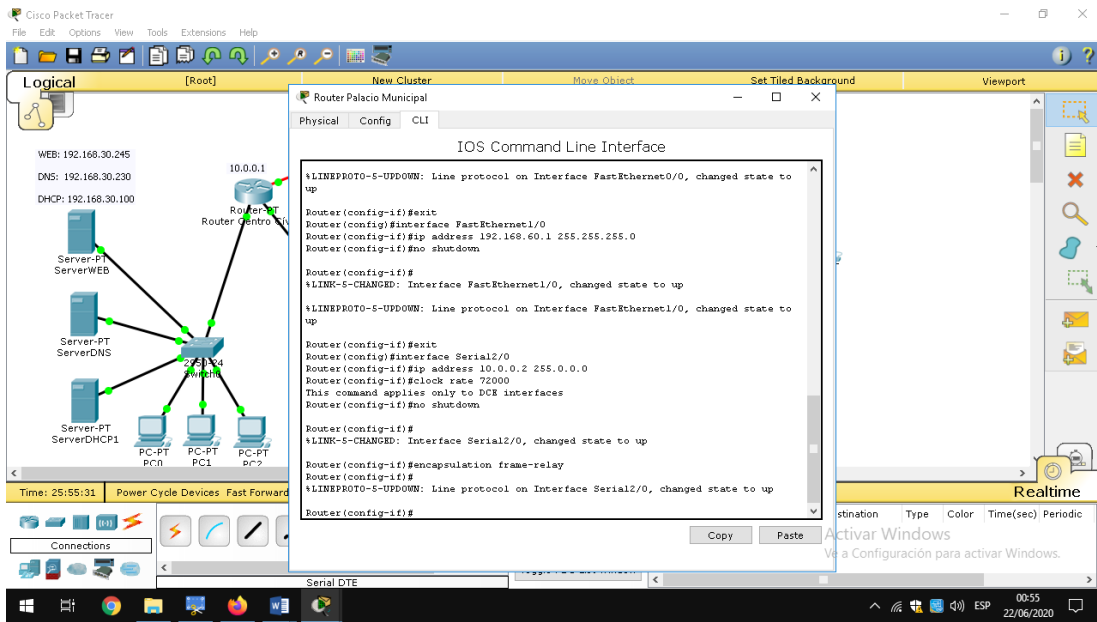 Cisco Packet Tracer
File Edit Options View Tools Extensions Help
Logical
[Root]
New Cluster
Move Object
Set Tiled Background
Viewport
WEB: 192.168.30.245
DNS: 192.168.30.230
DHCP: 192.168.30.100
10.0.0.1
Router-PT
Router Centro Cív
Server-PT
ServerWEB
Server-PT
ServerDNS
Server-PT
ServerDHCP1
2950-24
PC-PT
PC0
PC-PT
PC1
PC-PT
PC2
Router Palacio Municipal
Physical Config CLI
IOS Command Line Interface
%LINEPROTO-5-UPDOWN: Line protocol on Interface FastEthernet0/0, changed state to
up
Router(config-if)#exit
Router(config)#interface FastEthernet1/0
Router(config-if)#ip address 192.168.60.1 255.255.255.0
Router(config-if)#no shutdown
Router(config-if)#
%LINK-5-CHANGED: Interface FastEthernet1/0, changed state to up
%LINEPROTO-5-UPDOWN: Line protocol on Interface FastEthernet1/0, changed state to
up
Router(config-if)#exit
Router(config)#interface Serial2/0
Router(config-if)#ip address 10.0.0.2 255.0.0.0
Router(config-if)#clock rate 72000
This command applies only to DCE interfaces
Router(config-if)#no shutdown
Router(config-if)#
%LINK-5-CHANGED: Interface Serial2/0, changed state to up
Router(config-if)#encapsulation frame-relay
Router(config-if)#
%LINEPROTO-5-UPDOWN: Line protocol on Interface Serial2/0, changed state to up
Router(config-if)#
Copy
Paste
Time: 25:55:31
Power Cycle Devices Fast Forward
Realtime
Connections
Serial DTE
stination
Type
Color
Time(sec)
Periodic
Activar Windows
Ve a Configuración para activar Windows.
ESP
00:55
22/06/2020